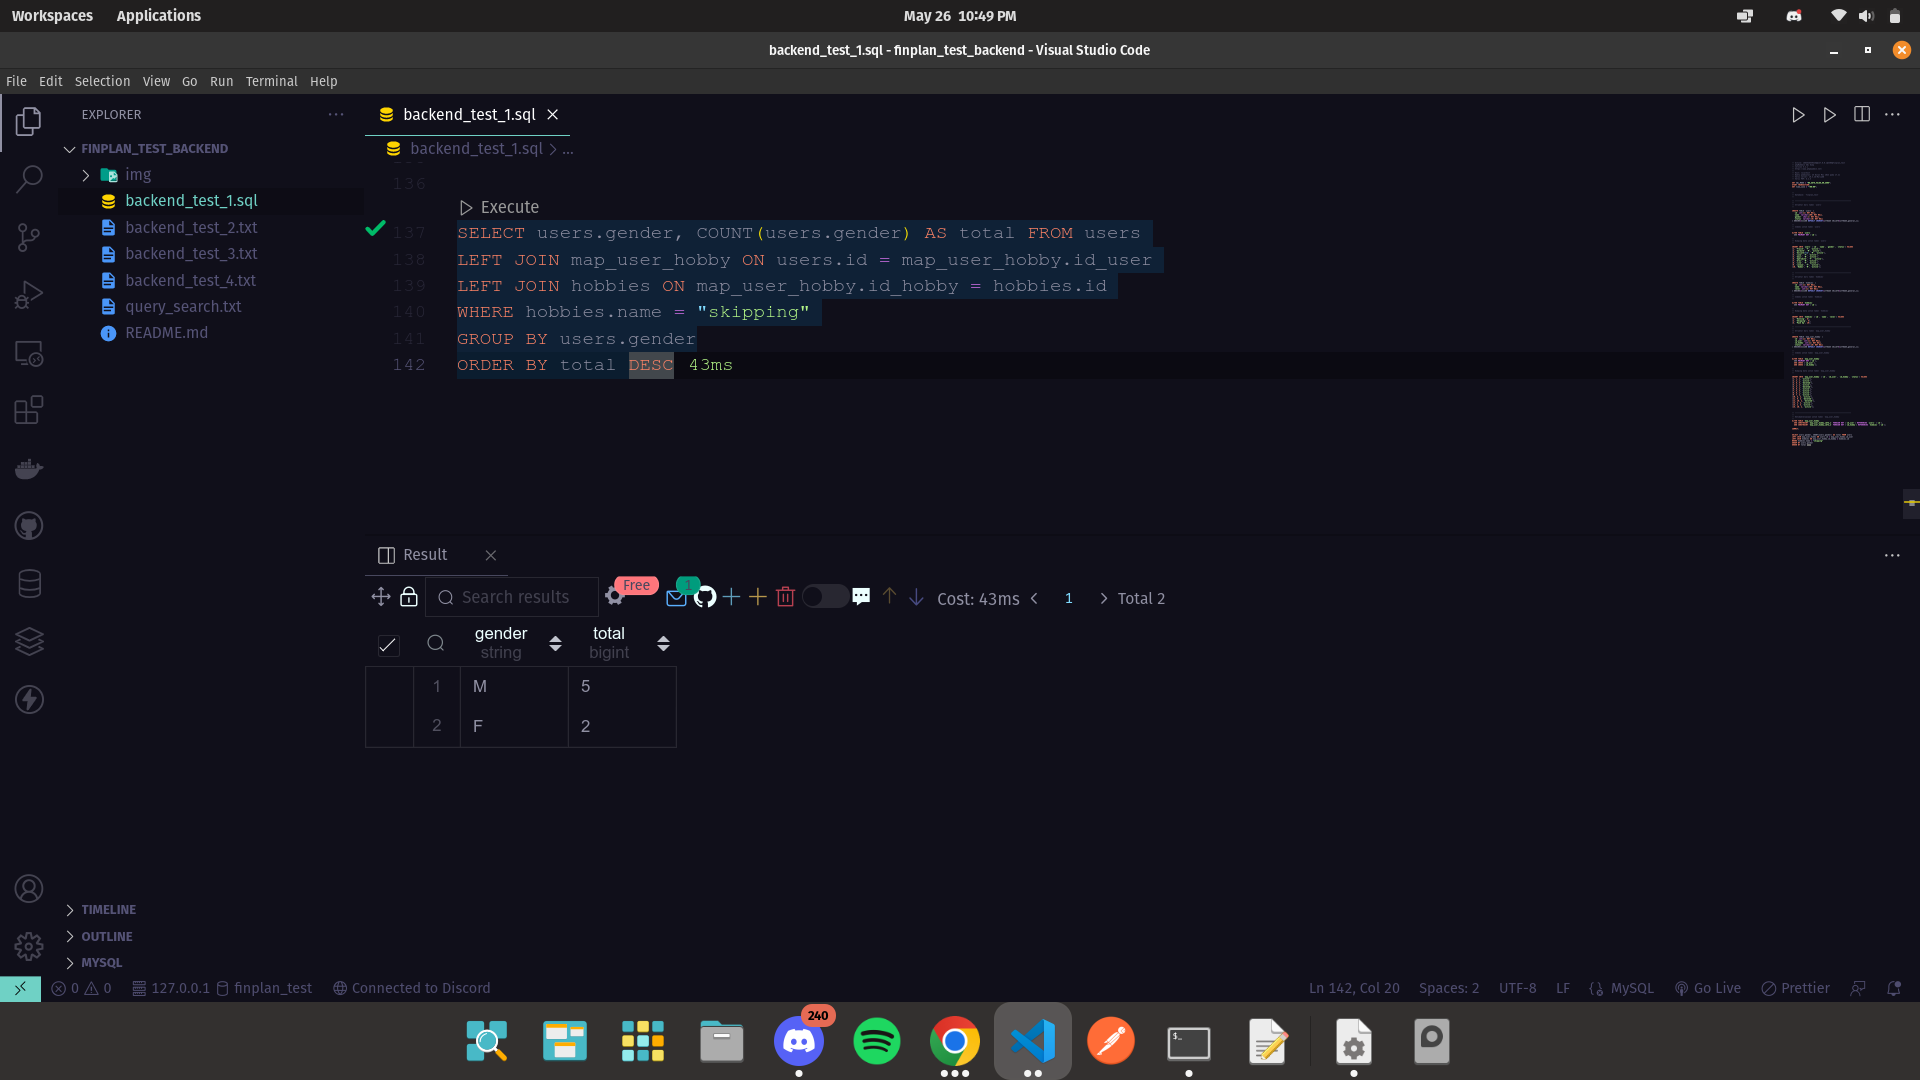 Workspaces Applications May 26 10:49 PM
backend_test_1.sql - finplan_test_backend - Visual Studio Code
File Edit Selection View Go Run Terminal Help
EXPLORER
FINPLAN_TEST_BACKEND
img
backend_test_1.sql
backend_test_2.txt
backend_test_3.txt
backend_test_4.txt
query_search.txt
README.md
TIMELINE
OUTLINE
MYSQL
backend_test_1.sql
backend_test_1.sql > ...
136
Execute
137 SELECT users.gender, COUNT(users.gender) AS total FROM users
138 LEFT JOIN map_user_hobby ON users.id = map_user_hobby.id_user
139 LEFT JOIN hobbies ON map_user_hobby.id_hobby = hobbies.id
140 WHERE hobbies.name = "skipping"
141 GROUP BY users.gender
142 ORDER BY total DESC 43ms
Result
Search results Free 1 Cost: 43ms < 1 > Total 2
gender total
string bigint
1 M 5
2 F 2
0 0 127.0.0.1 finplan_test Connected to Discord Ln 142, Col 20 Spaces: 2 UTF-8 LF MySQL Go Live Prettier
240